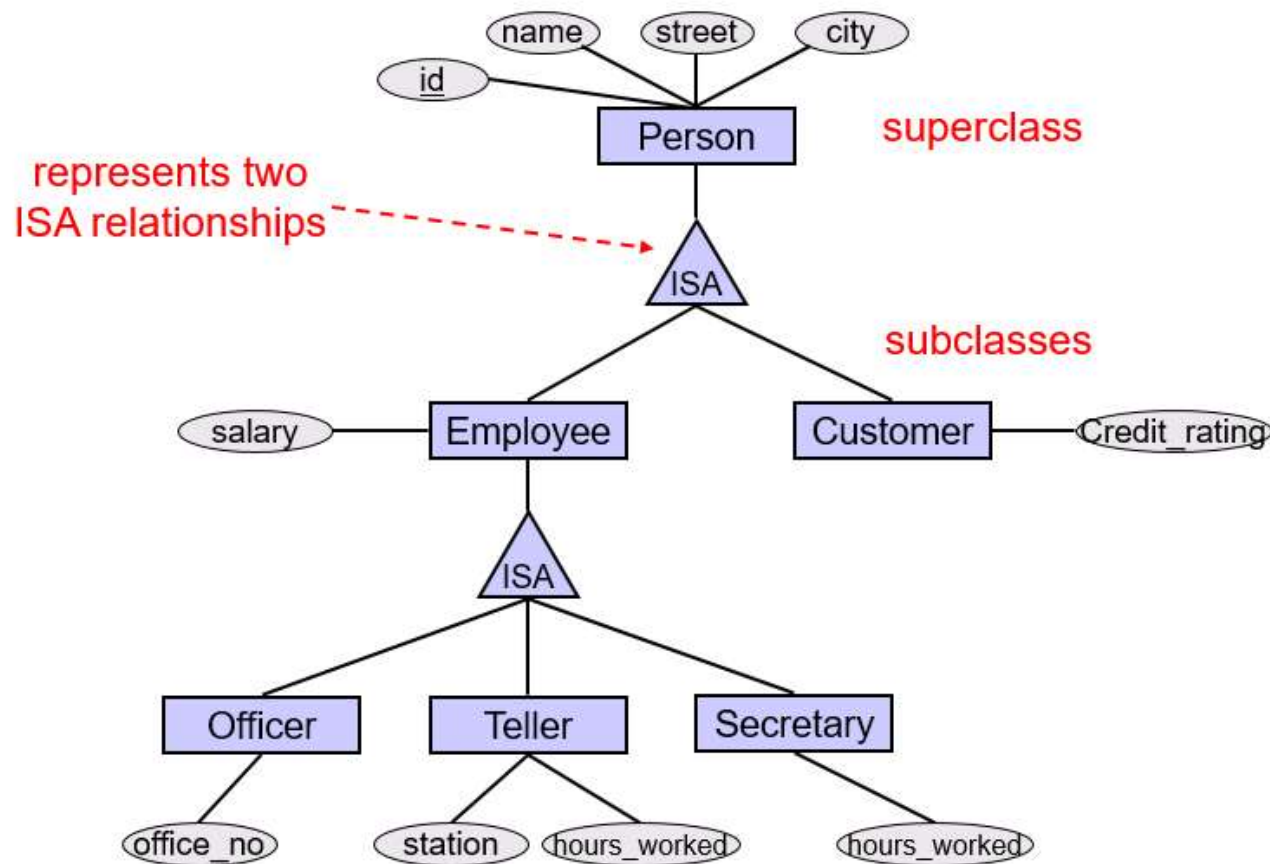 name
street
city
id
Person
superclass
represents two
ISA relationships
ISA
subclasses
salary
Employee
Customer
Credit_rating
ISA
Officer
Teller
Secretary
office_no
station
hours_worked
hours_worked